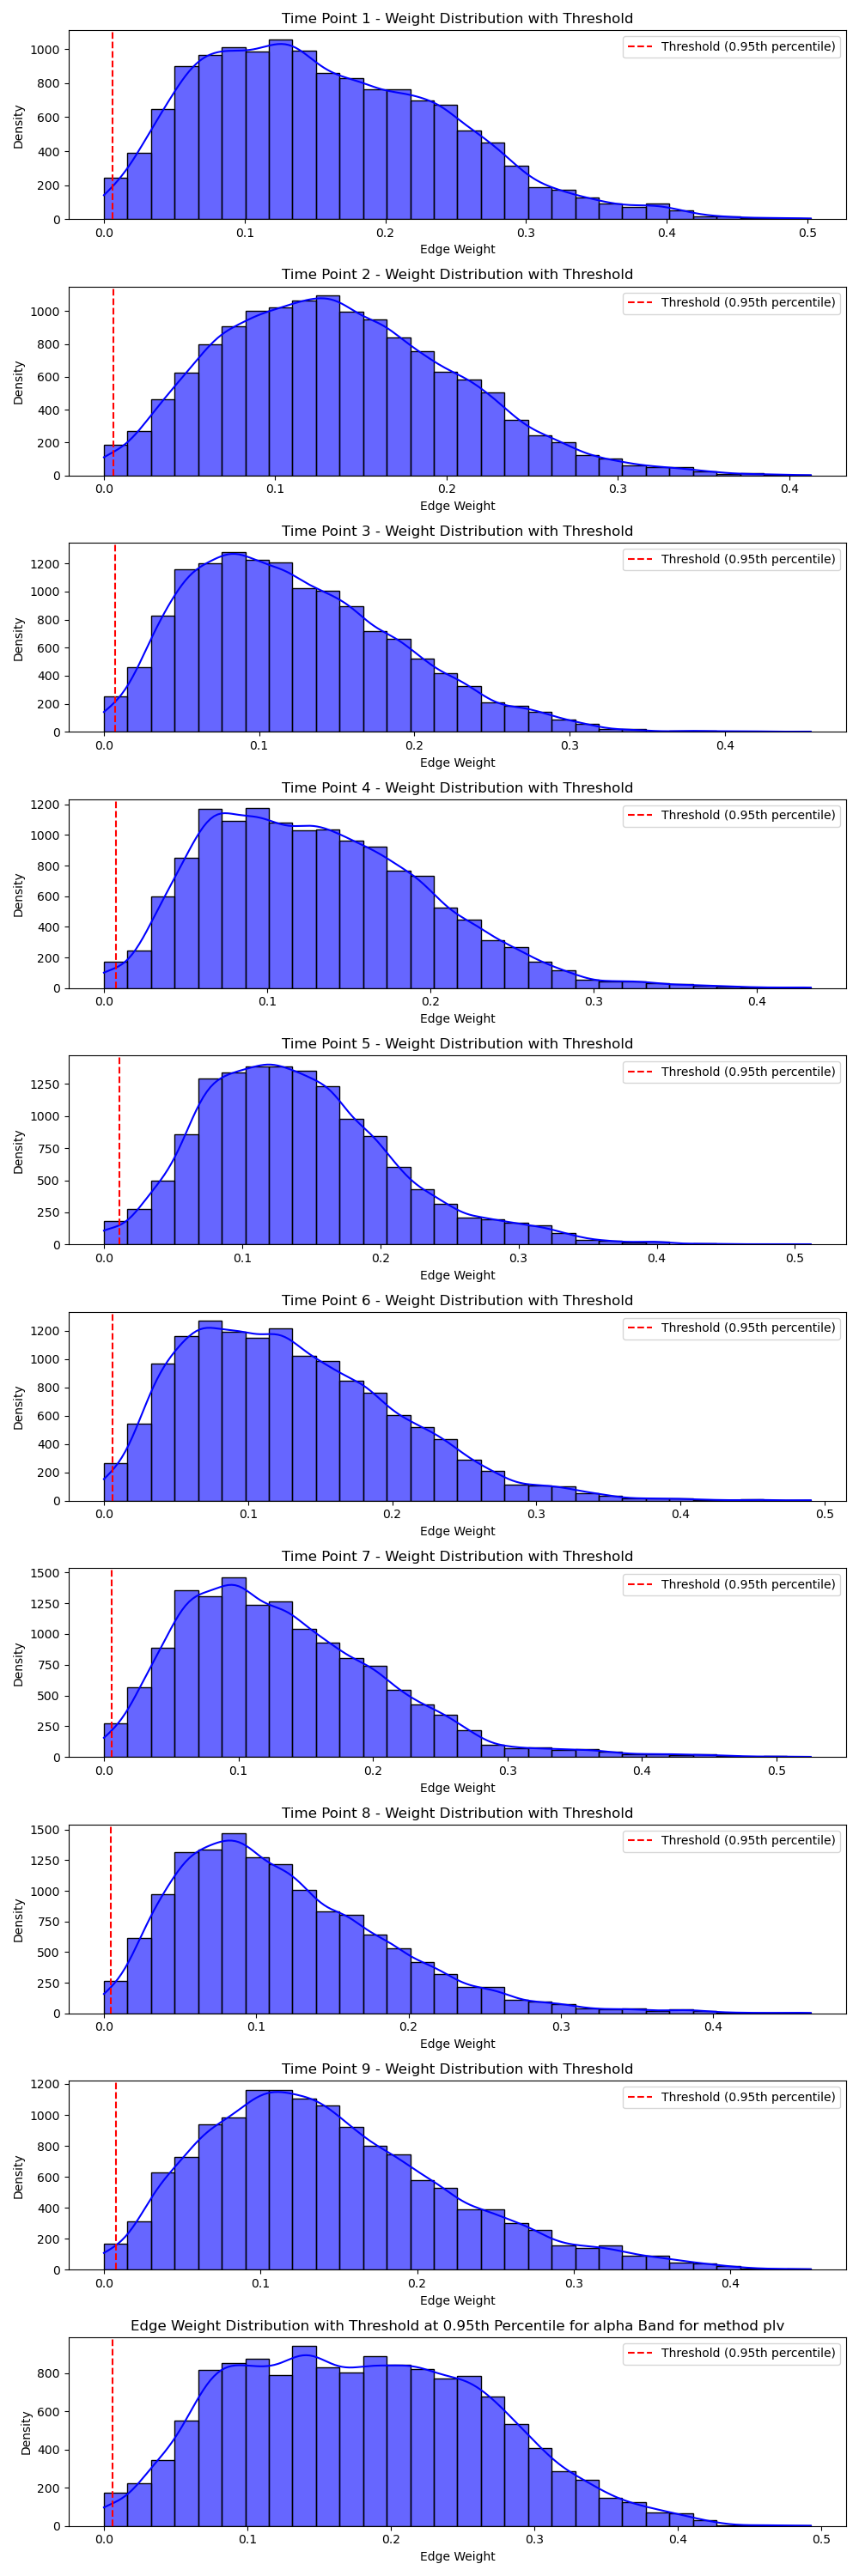 Time Point 1 - Weight Distribution with Threshold
Threshold (0.95th percentile)
Density
1000
800
600
400
200
0
0.0 0.1 0.2 0.3 0.4 0.5
Edge Weight
Time Point 2 - Weight Distribution with Threshold
Threshold (0.95th percentile)
Density
1000
800
600
400
200
0
0.0 0.1 0.2 0.3 0.4
Edge Weight
Time Point 3 - Weight Distribution with Threshold
Threshold (0.95th percentile)
Density
1200
1000
800
600
400
200
0
0.0 0.1 0.2 0.3 0.4
Edge Weight
Time Point 4 - Weight Distribution with Threshold
Threshold (0.95th percentile)
Density
1200
1000
800
600
400
200
0
0.0 0.1 0.2 0.3 0.4
Edge Weight
Time Point 5 - Weight Distribution with Threshold
Threshold (0.95th percentile)
Density
1250
1000
750
500
250
0
0.0 0.1 0.2 0.3 0.4 0.5
Edge Weight
Time Point 6 - Weight Distribution with Threshold
Threshold (0.95th percentile)
Density
1200
1000
800
600
400
200
0
0.0 0.1 0.2 0.3 0.4 0.5
Edge Weight
Time Point 7 - Weight Distribution with Threshold
Threshold (0.95th percentile)
Density
1500
1250
1000
750
500
250
0
0.0 0.1 0.2 0.3 0.4 0.5
Edge Weight
Time Point 8 - Weight Distribution with Threshold
Threshold (0.95th percentile)
Density
1500
1250
1000
750
500
250
0
0.0 0.1 0.2 0.3 0.4
Edge Weight
Time Point 9 - Weight Distribution with Threshold
Threshold (0.95th percentile)
Density
1200
1000
800
600
400
200
0
0.0 0.1 0.2 0.3 0.4
Edge Weight
Edge Weight Distribution with Threshold at 0.95th Percentile for alpha Band for method plv
Threshold (0.95th percentile)
Density
800
600
400
200
0
0.0 0.1 0.2 0.3 0.4 0.5
Edge Weight